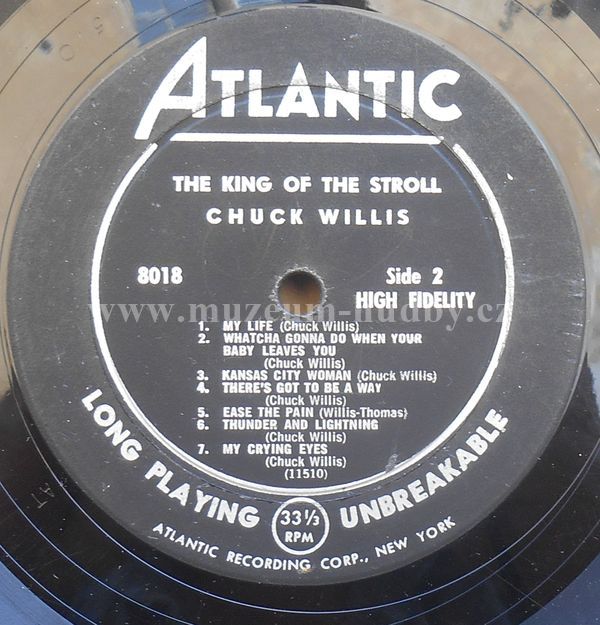 ATLANTIC
THE KING OF THE STROLL
CHUCK WILLIS
8018
Side 2
HIGH FIDELITY
www.muzeum-hudby.cz
1. MY LIFE (Chuck Willis)
2. WHATCHA GONNA DO WHEN YOUR
BABY LEAVES YOU
(Chuck Willis)
3. KANSAS CITY WOMAN (Chuck Willis)
4. THERE'S GOT TO BE A WAY
(Chuck Willis)
5. EASE THE PAIN (Willis-Thomas)
6. THUNDER AND LIGHTNING
(Chuck Willis)
7. MY CRYING EYES
(Chuck Willis)
(11510)
LONG PLAYING
33 1/3
RPM
UNBREAKABLE
ATLANTIC RECORDING CORP., NEW YORK